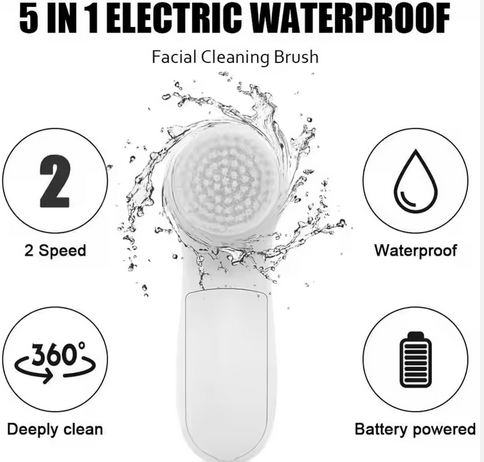 5 IN 1 ELECTRIC WATERPROOF
Facial Cleaning Brush
2
2 Speed
Waterproof
360°
Deeply clean
Battery powered